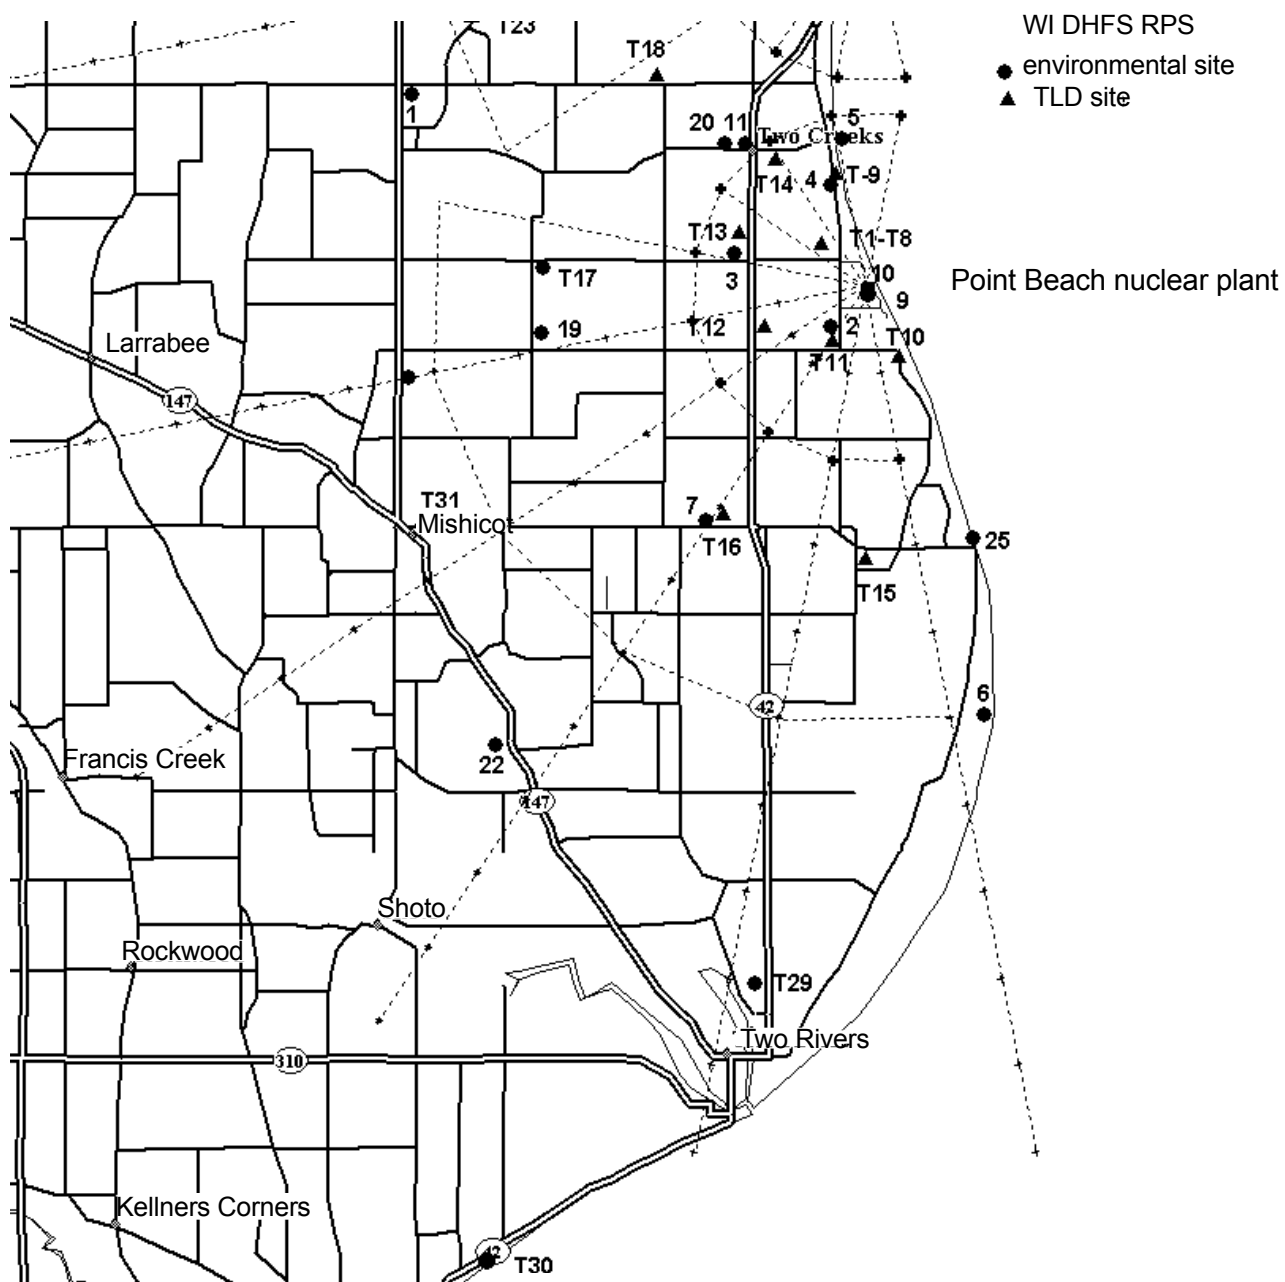 WI DHFS RPS
environmental site
TLD site
T23
T18
1
20 11
Two Creeks
5
T14
4
T-9
T13
T1-T8
3
10
9
Point Beach nuclear plant
T17
19
T12
2
T10
T11
Larrabee
147
T31
Mishicot
7
T16
25
T15
42
6
22
Francis Creek
147
Shoto
Rockwood
T29
Two Rivers
310
Kellners Corners
42
T30